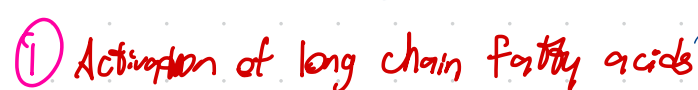 ① Activation of long chain fatty acids